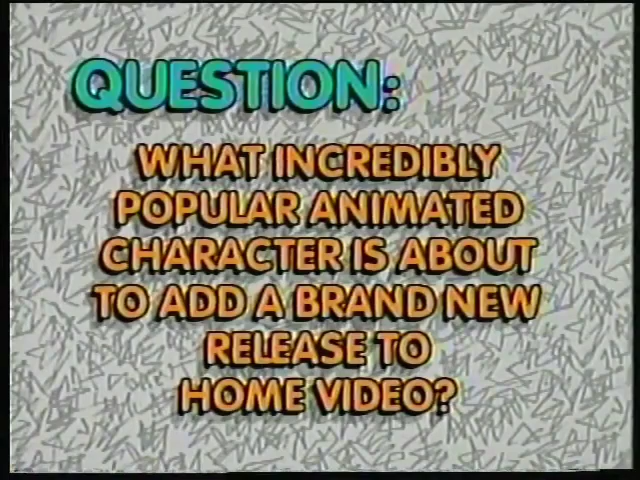 QUESTION:
WHAT INCREDIBLY
POPULAR ANIMATED
CHARACTER IS ABOUT
TO ADD A BRAND NEW
RELEASE TO
HOME VIDEO?